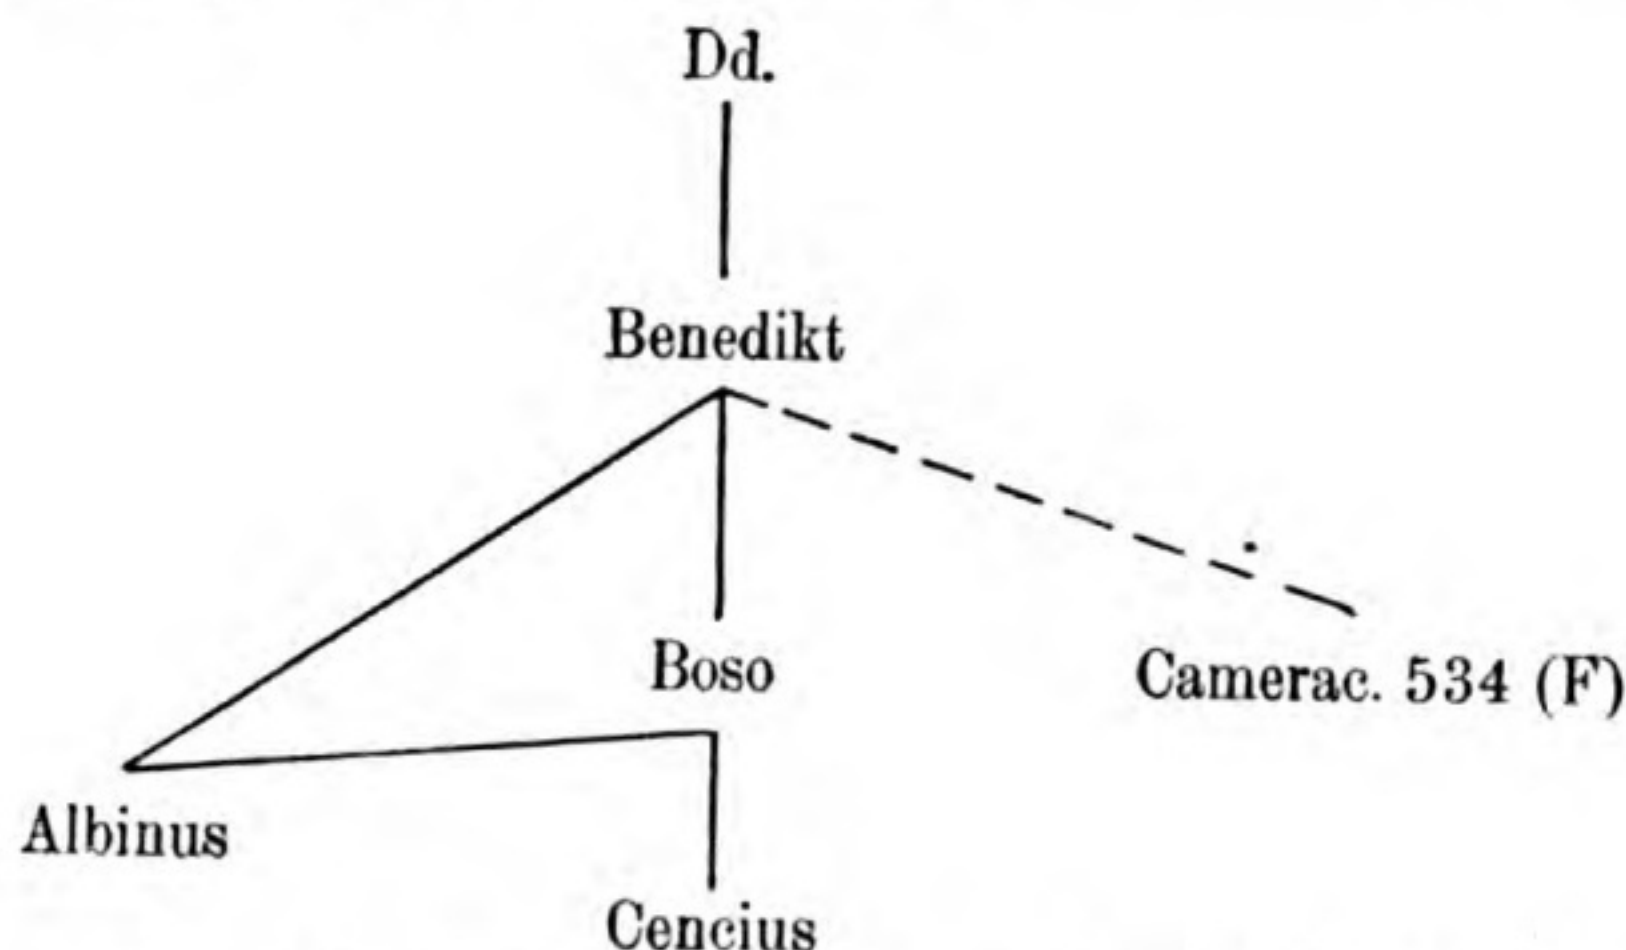 Dd.
Benedikt
Boso
Camerac. 534 (F)
Albinus
Cencius